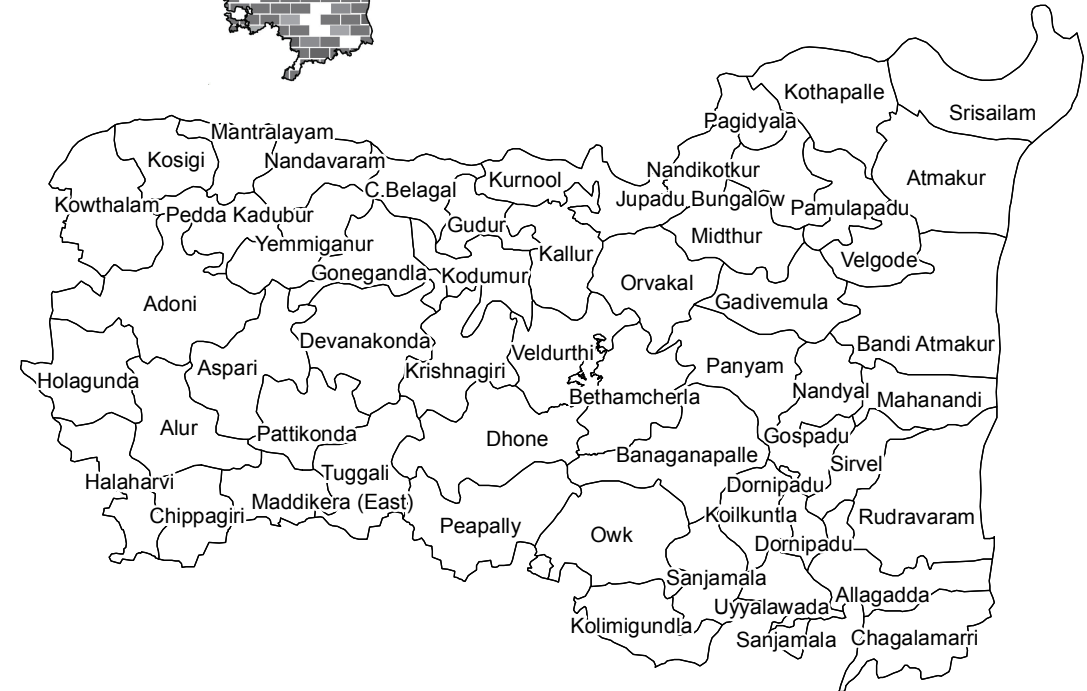 Kothapalle
Srisailam
Pagidyala
Mantralayam
Kosigi
Nandavaram
Nandikotkur
Atmakur
Kurnool
C.Belagal
Jupadu Bungalow
Kowthalam
Pedda Kadubur
Pamulapadu
Gudur
Midthur
Yemmiganur
Kallur
Velgode
Gonegandla
Kodumur
Orvakal
Adoni
Gadivemula
Devanakonda
Bandi Atmakur
Veldurthi
Aspari
Panyam
Krishnagiri
Holagunda
Nandyal
Bethamcherla
Mahanandi
Alur
Pattikonda
Dhone
Gospadu
Banaganapalle
Sirvel
Tuggali
Halaharvi
Dornipadu
Maddikera (East)
Chippagiri
Koilkuntla
Rudravaram
Peapally
Owk
Dornipadu
Sanjamala
Allagadda
Uyyalawada
Kolimigundla
Sanjamala
Chagalamarri